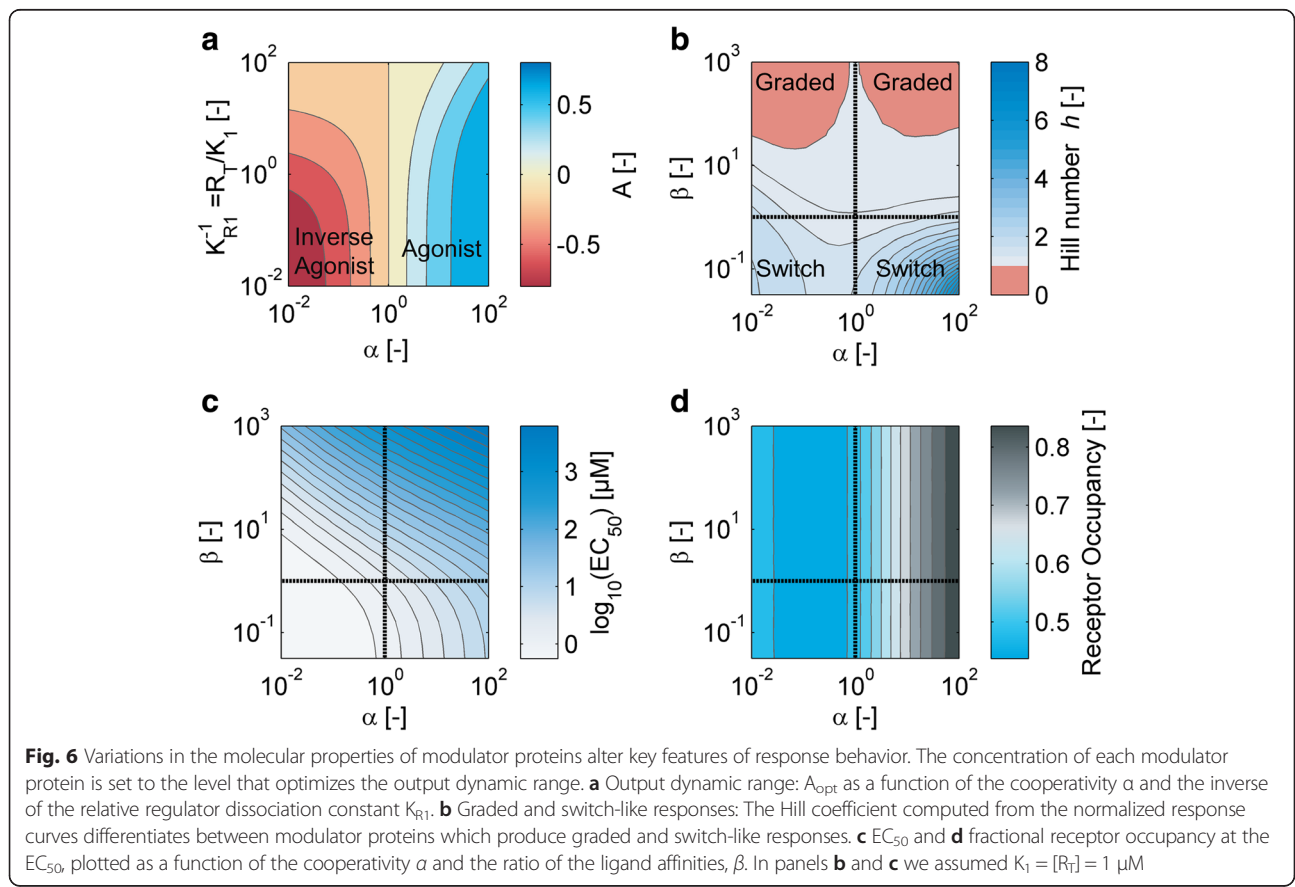 a
10^2
10^0
10^-2
K_R1^-1 =R_T/K_1 [-]
Inverse
Agonist
Agonist
10^-2 10^0 10^2
α [-]
0.5
0
-0.5
A [-]
b
10^3
10^1
10^-1
β [-]
Graded Graded
Switch Switch
10^-2 10^0 10^2
α [-]
8
6
4
2
0
Hill number h [-]
c
10^3
10^1
10^-1
β [-]
10^-2 10^0 10^2
α [-]
3
2
1
0
log_10(EC_50) [µM]
d
10^3
10^1
10^-1
β [-]
10^-2 10^0 10^2
α [-]
0.8
0.7
0.6
0.5
Receptor Occupancy [-]
Fig. 6 Variations in the molecular properties of modulator proteins alter key features of response behavior. The concentration of each modulator
protein is set to the level that optimizes the output dynamic range. a Output dynamic range: A_opt as a function of the cooperativity α and the inverse
of the relative regulator dissociation constant K_R1. b Graded and switch-like responses: The Hill coefficient computed from the normalized response
curves differentiates between modulator proteins which produce graded and switch-like responses. c EC_50 and d fractional receptor occupancy at the
EC_50, plotted as a function of the cooperativity α and the ratio of the ligand affinities, β. In panels b and c we assumed K_1 = [R_T] = 1 µM